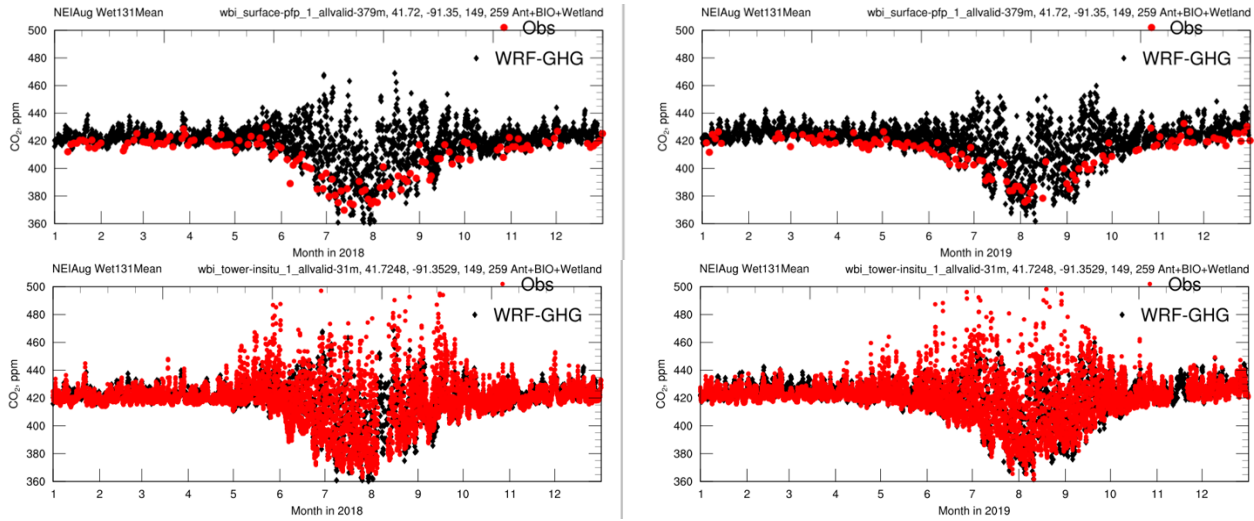 NEIAug Wet131Mean wbi_surface-pfp_1_allvalid-379m, 41.72, -91.35, 149, 259 Ant+BIO+Wetland
Obs
WRF-GHG
CO2, ppm
500
480
460
440
420
400
380
360
1 2 3 4 5 6 7 8 9 10 11 12
Month in 2018
NEIAug Wet131Mean wbi_surface-pfp_1_allvalid-379m, 41.72, -91.35, 149, 259 Ant+BIO+Wetland
Obs
WRF-GHG
CO2, ppm
500
480
460
440
420
400
380
360
1 2 3 4 5 6 7 8 9 10 11 12
Month in 2019
NEIAug Wet131Mean wbi_tower-insitu_1_allvalid-31m, 41.7248, -91.3529, 149, 259 Ant+BIO+Wetland
Obs
WRF-GHG
CO2, ppm
500
480
460
440
420
400
380
360
1 2 3 4 5 6 7 8 9 10 11 12
Month in 2018
NEIAug Wet131Mean wbi_tower-insitu_1_allvalid-31m, 41.7248, -91.3529, 149, 259 Ant+BIO+Wetland
Obs
WRF-GHG
CO2, ppm
500
480
460
440
420
400
380
360
1 2 3 4 5 6 7 8 9 10 11 12
Month in 2019